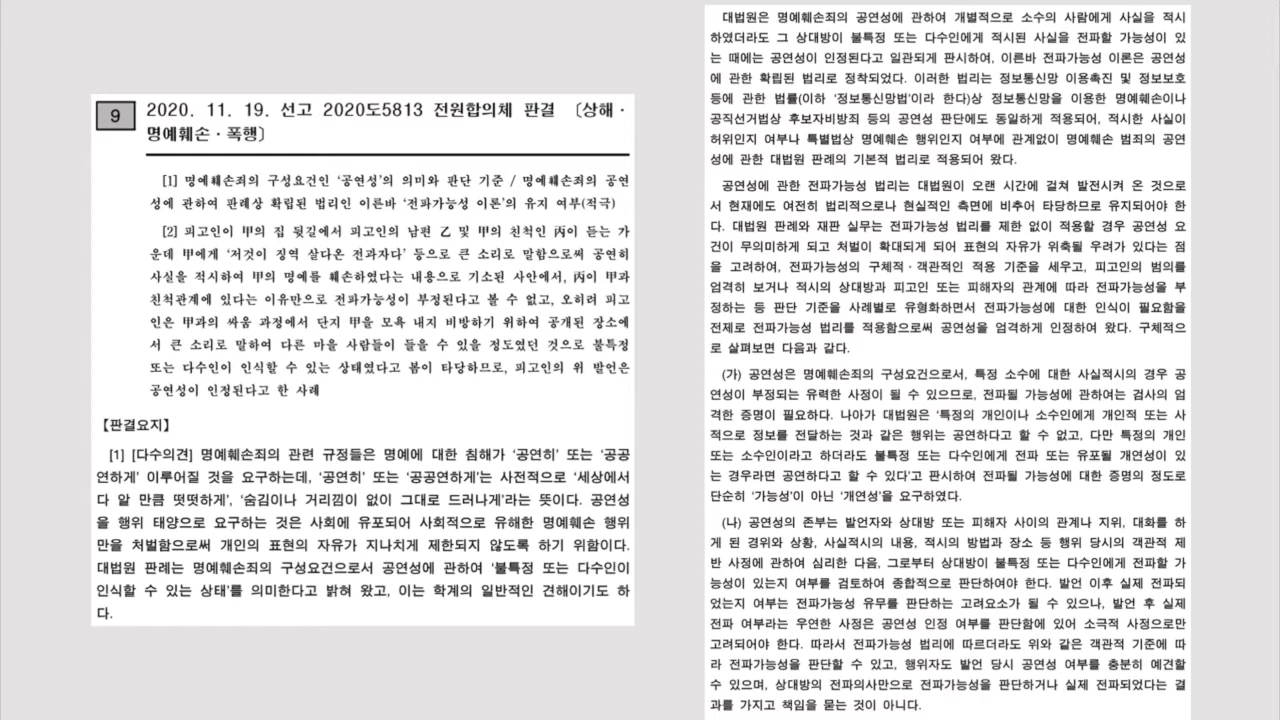 9
2020. 11. 19. 선고 2020도5813 전원합의체 판결 〔상해·
명예훼손·폭행〕
[1] 명예훼손죄의 구성요건인 '공연성'의 의미와 판단 기준 / 명예훼손죄의 공연
성에 관하여 판례상 확립된 법리인 이른바 '전파가능성 이론'의 유지 여부(적극)
[2] 피고인이 甲의 집 뒷길에서 피고인의 남편 乙 및 甲의 친척인 丙이 듣는 가
운데 甲에게 '저것이 징역 살다온 전과자다' 등으로 큰 소리로 말함으로써 공연히
사실을 적시하여 甲의 명예를 훼손하였다는 내용으로 기소된 사안에서, 丙이 甲과
친척관계에 있다는 이유만으로 전파가능성이 부정된다고 볼 수 없고, 오히려 피고
인은 甲과의 싸움 과정에서 단지 甲을 모욕 내지 비방하기 위하여 공개된 장소에
서 큰 소리로 말하여 다른 마을 사람들이 들을 수 있을 정도였던 것으로 불특정
또는 다수인이 인식할 수 있는 상태였다고 봄이 타당하므로, 피고인의 위 발언은
공연성이 인정된다고 한 사례
【판결요지】
[1] [다수의견] 명예훼손죄의 관련 규정들은 명예에 대한 침해가 '공연히' 또는 '공공
연하게' 이루어질 것을 요구하는데, '공연히' 또는 '공공연하게'는 사전적으로 '세상에서
다 알 만큼 떳떳하게', '숨김이나 거리낌이 없이 그대로 드러나게'라는 뜻이다. 공연성
을 행위 태양으로 요구하는 것은 사회에 유포되어 사회적으로 유해한 명예훼손 행위
만을 처벌함으로써 개인의 표현의 자유가 지나치게 제한되지 않도록 하기 위함이다.
대법원 판례는 명예훼손죄의 구성요건으로서 공연성에 관하여 '불특정 또는 다수인이
인식할 수 있는 상태'를 의미한다고 밝혀 왔고, 이는 학계의 일반적인 견해이기도 하
다.
대법원은 명예훼손죄의 공연성에 관하여 개별적으로 소수의 사람에게 사실을 적시
하였더라도 그 상대방이 불특정 또는 다수인에게 적시된 사실을 전파할 가능성이 있
는 때에는 공연성이 인정된다고 일관되게 판시하여, 이른바 전파가능성 이론은 공연성
에 관한 확립된 법리로 정착되었다. 이러한 법리는 정보통신망 이용촉진 및 정보보호
등에 관한 법률(이하 '정보통신망법'이라 한다)상 정보통신망을 이용한 명예훼손이나
공직선거법상 후보자비방죄 등의 공연성 판단에도 동일하게 적용되어, 적시한 사실이
허위인지 여부나 특별법상 명예훼손 행위인지 여부에 관계없이 명예훼손 범죄의 공연
성에 관한 대법원 판례의 기본적 법리로 적용되어 왔다.
공연성에 관한 전파가능성 법리는 대법원이 오랜 시간에 걸쳐 발전시켜 온 것으로
서 현재에도 여전히 법리적으로나 현실적인 측면에 비추어 타당하므로 유지되어야 한
다. 대법원 판례와 재판 실무는 전파가능성 법리를 제한 없이 적용할 경우 공연성 요
건이 무의미하게 되고 처벌이 확대되게 되어 표현의 자유가 위축될 우려가 있다는 점
을 고려하여, 전파가능성의 구체적·객관적인 적용 기준을 세우고, 피고인의 범의를
엄격히 보거나 적시의 상대방과 피고인 또는 피해자의 관계에 따라 전파가능성을 부
정하는 등 판단 기준을 사례별로 유형화하면서 전파가능성에 대한 인식이 필요함을
전제로 전파가능성 법리를 적용함으로써 공연성을 엄격하게 인정하여 왔다. 구체적으
로 살펴보면 다음과 같다.
(가) 공연성은 명예훼손죄의 구성요건으로서, 특정 소수에 대한 사실적시의 경우 공
연성이 부정되는 유력한 사정이 될 수 있으므로, 전파될 가능성에 관하여는 검사의 엄
격한 증명이 필요하다. 나아가 대법원은 '특정의 개인이나 소수인에게 개인적 또는 사
적으로 정보를 전달하는 것과 같은 행위는 공연하다고 할 수 없고, 다만 특정의 개인
또는 소수인이라고 하더라도 불특정 또는 다수인에게 전파 또는 유포될 개연성이 있
는 경우라면 공연하다고 할 수 있다'고 판시하여 전파될 가능성에 대한 증명의 정도로
단순히 '가능성'이 아닌 '개연성'을 요구하였다.
(나) 공연성의 존부는 발언자와 상대방 또는 피해자 사이의 관계나 지위, 대화를 하
게 된 경위와 상황, 사실적시의 내용, 적시의 방법과 장소 등 행위 당시의 객관적 제
반 사정에 관하여 심리한 다음, 그로부터 상대방이 불특정 또는 다수인에게 전파할 가
능성이 있는지 여부를 검토하여 종합적으로 판단하여야 한다. 발언 이후 실제 전파되
었는지 여부는 전파가능성 유무를 판단하는 고려요소가 될 수 있으나, 발언 후 실제
전파 여부라는 우연한 사정은 공연성 인정 여부를 판단함에 있어 소극적 사정으로만
고려되어야 한다. 따라서 전파가능성 법리에 따르더라도 위와 같은 객관적 기준에 따
라 전파가능성을 판단할 수 있고, 행위자도 발언 당시 공연성 여부를 충분히 예견할
수 있으며, 상대방의 전파의사만으로 전파가능성을 판단하거나 실제 전파되었다는 결
과를 가지고 책임을 묻는 것이 아니다.